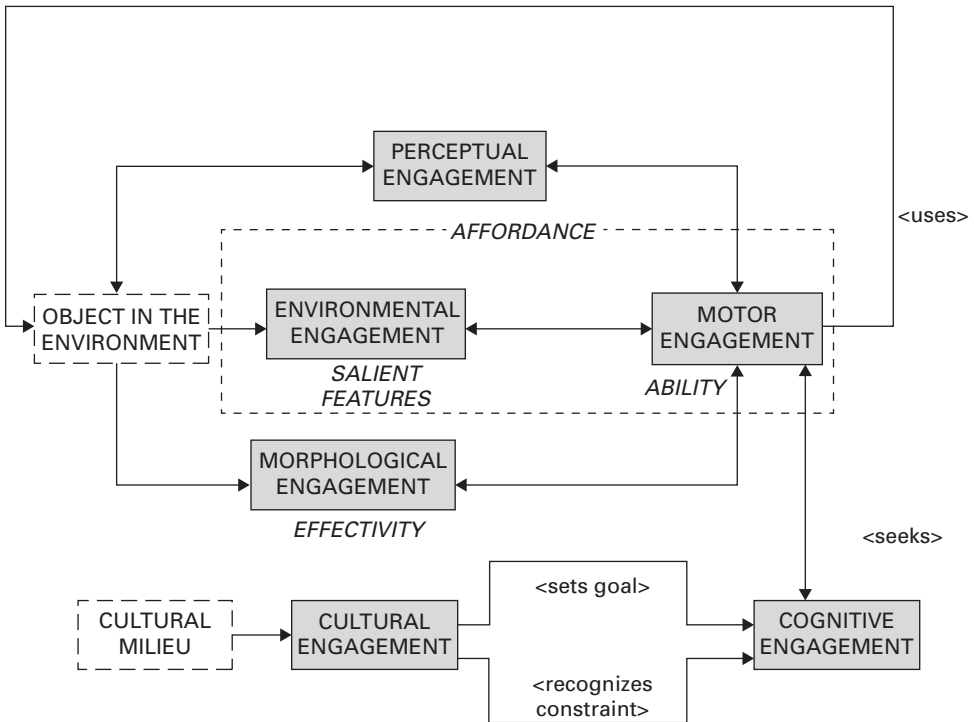 PERCEPTUAL
ENGAGEMENT
<uses>
AFFORDANCE
OBJECT IN THE
ENVIRONMENT
ENVIRONMENTAL
ENGAGEMENT
SALIENT
FEATURES
MOTOR
ENGAGEMENT
ABILITY
MORPHOLOGICAL
ENGAGEMENT
EFFECTIVITY
<seeks>
CULTURAL
MILIEU
CULTURAL
ENGAGEMENT
<sets goal>
<recognizes
constraint>
COGNITIVE
ENGAGEMENT